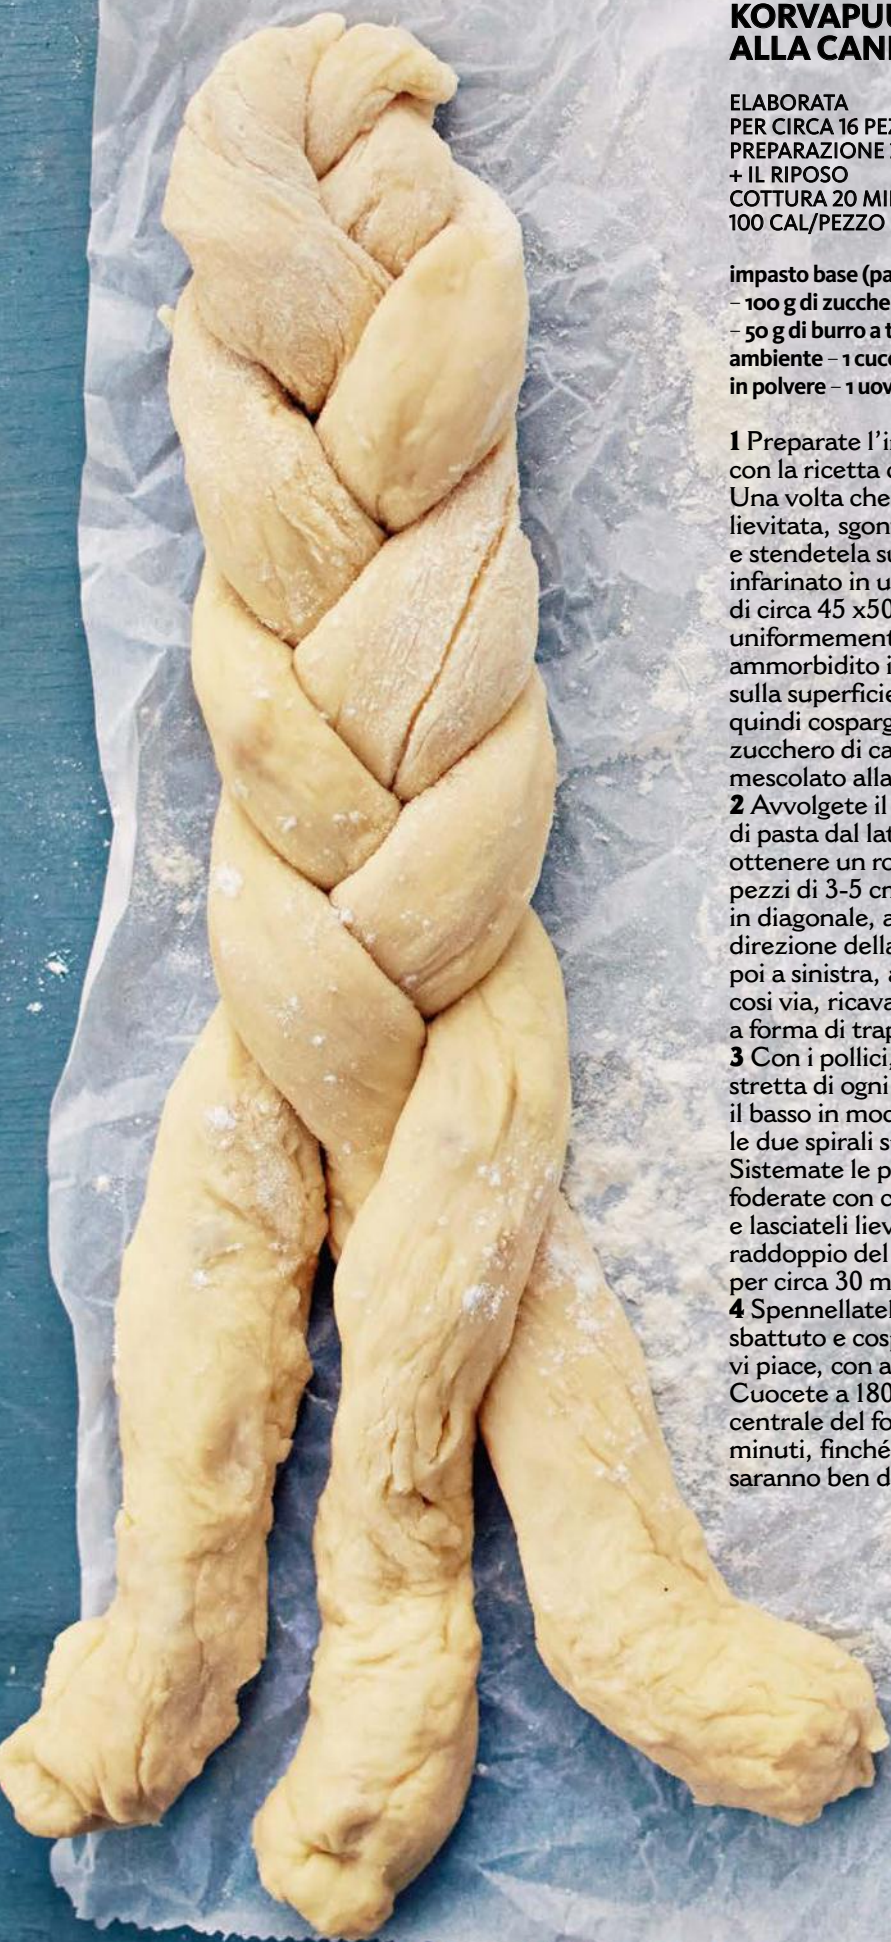 KORVAPUU
ALLA CAN
ELABORATA
PER CIRCA 16 PEZ
PREPARAZIONE
+ IL RIPOSO
COTTURA 20 MI
100 CAL/PEZZO
impasto base (pa
– 100 g di zucche
– 50 g di burro a t
ambiente – 1 cuc
in polvere – 1 uov
1 Preparate l’i
con la ricetta
Una volta che
lievitata, sgon
e stendetela su
infarinato in u
di circa 45 x50
uniformement
ammorbidito i
sulla superficie
quindi cosparg
zucchero di ca
mescolato alla
2 Avvolgete il
di pasta dal lat
ottenere un ro
pezzi di 3-5 cm
in diagonale, a
direzione della
poi a sinistra, a
cosi via, ricava
a forma di trap
3 Con i pollici,
stretta di ogni
il basso in mod
le due spirali s
Sistemate le p
foderate con c
e lasciateli liev
raddoppio del
per circa 30 m
4 Spennellatel
sbattuto e cos
vi piace, con a
Cuocete a 180
centrale del fo
minuti, finché
saranno ben d